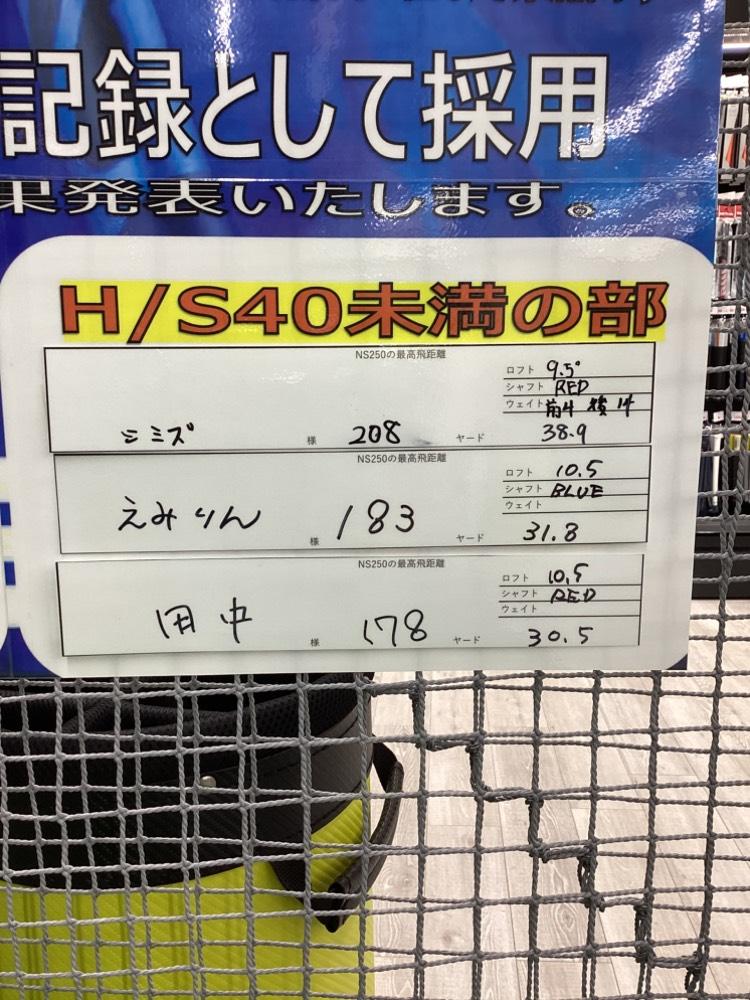 記録として採用
果発表いたします。
H/S40未満の部
NS250の最高飛距離
シミズ 様 208 ヤード
ロフト 9.5°
シャフト RED
ウェイト 前4 後14
38.9
NS250の最高飛距離
えみりん 様 183 ヤード
ロフト 10.5
シャフト BLUE
ウェイト
31.8
NS250の最高飛距離
田中 様 178 ヤード
ロフト 10.5
シャフト RED
ウェイト
30.5